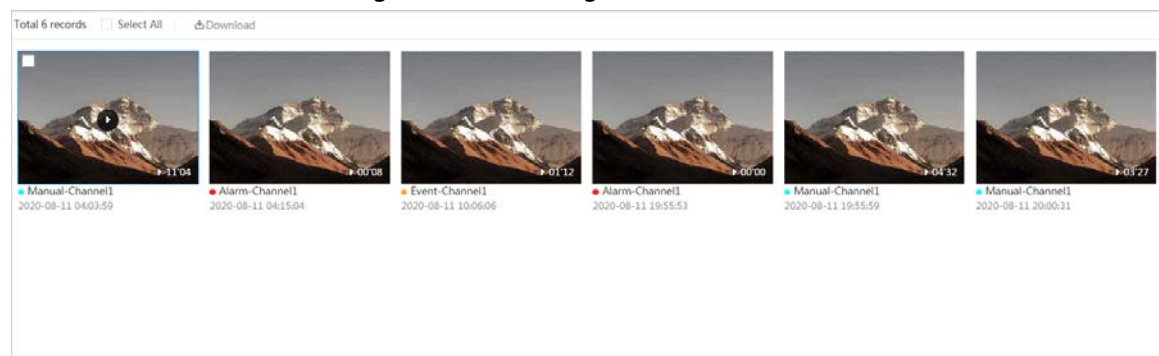 Total 6 records Select All Download
11:04 00:08 01:12 00:00 04:32 03:27
Manual-Channel1 Alarm-Channel1 Event-Channel1 Alarm-Channel1 Manual-Channel1 Manual-Channel1
2020-08-11 04:03:59 2020-08-11 04:15:04 2020-08-11 10:06:06 2020-08-11 19:55:53 2020-08-11 19:55:59 2020-08-11 20:00:31